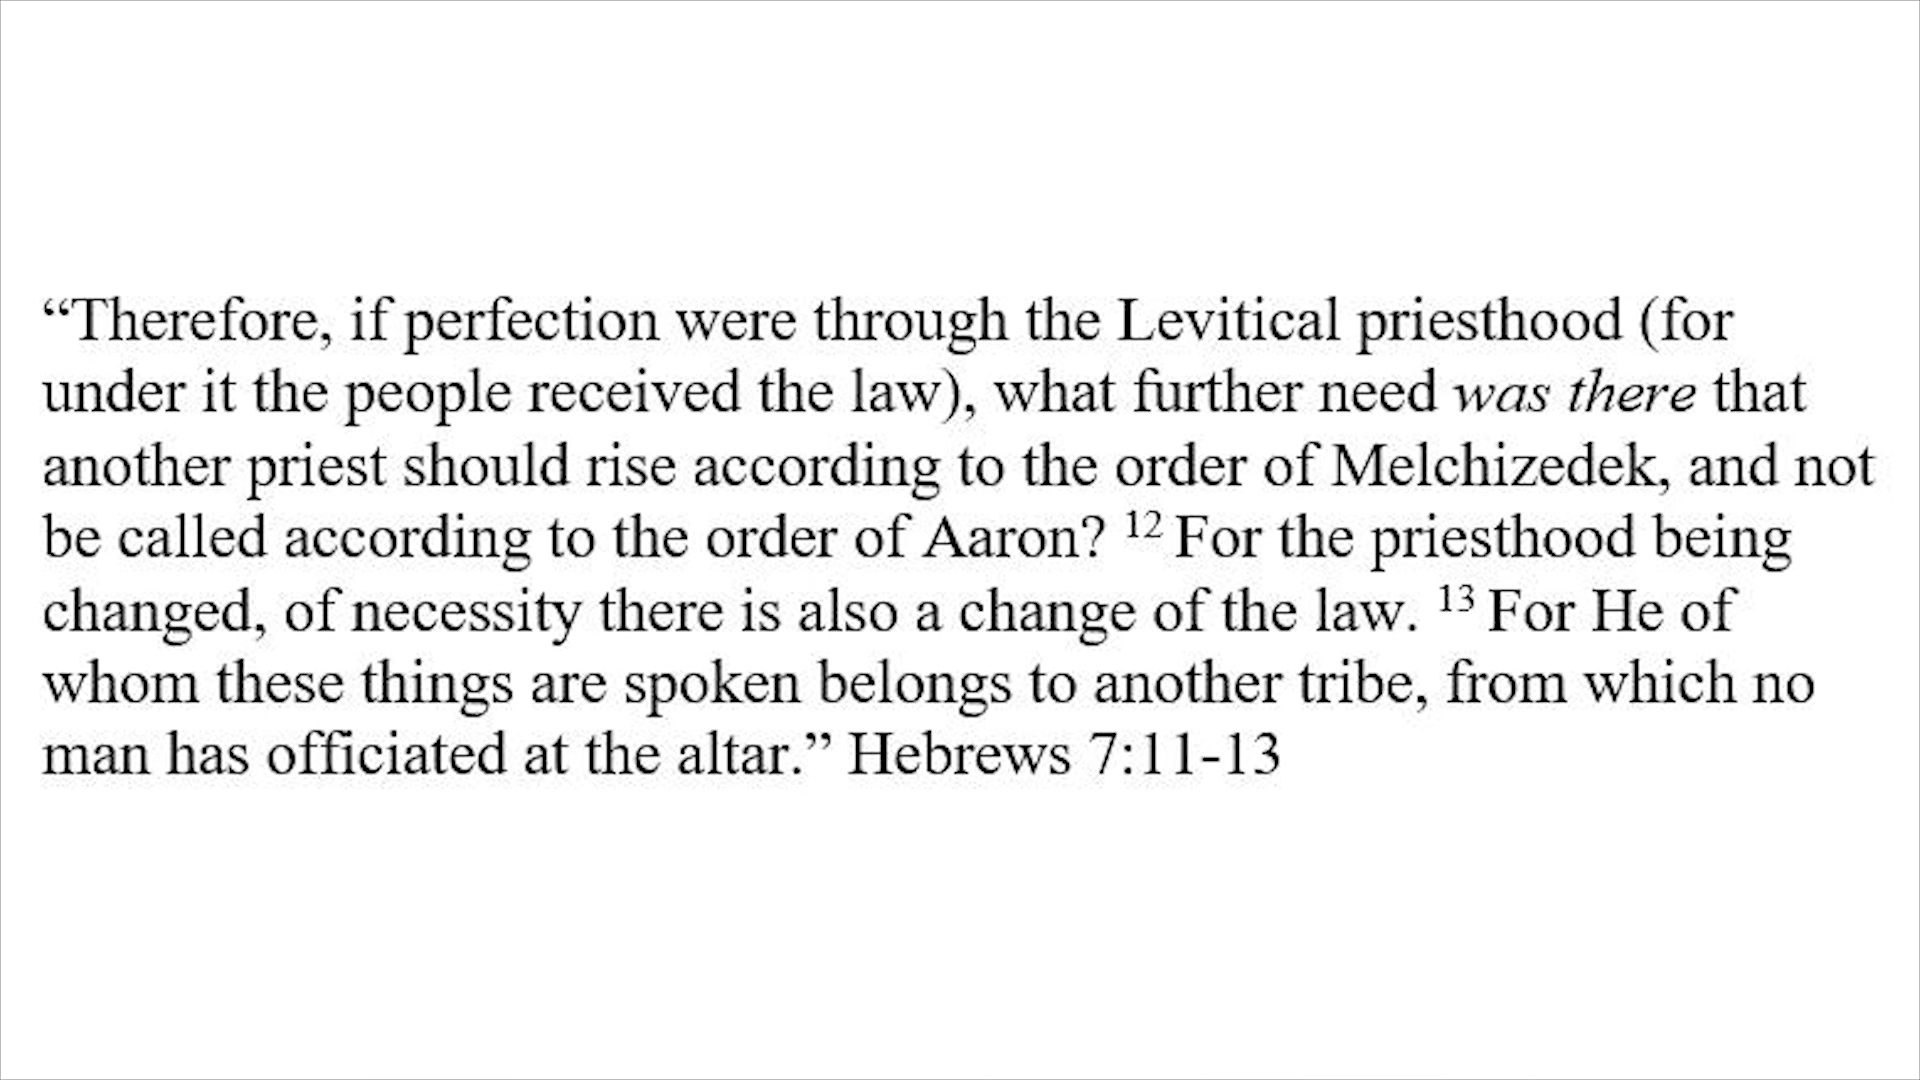 “Therefore, if perfection were through the Levitical priesthood (for
under it the people received the law), what further need was there that
another priest should rise according to the order of Melchizedek, and not
be called according to the order of Aaron? 12 For the priesthood being
changed, of necessity there is also a change of the law. 13 For He of
whom these things are spoken belongs to another tribe, from which no
man has officiated at the altar.” Hebrews 7:11-13